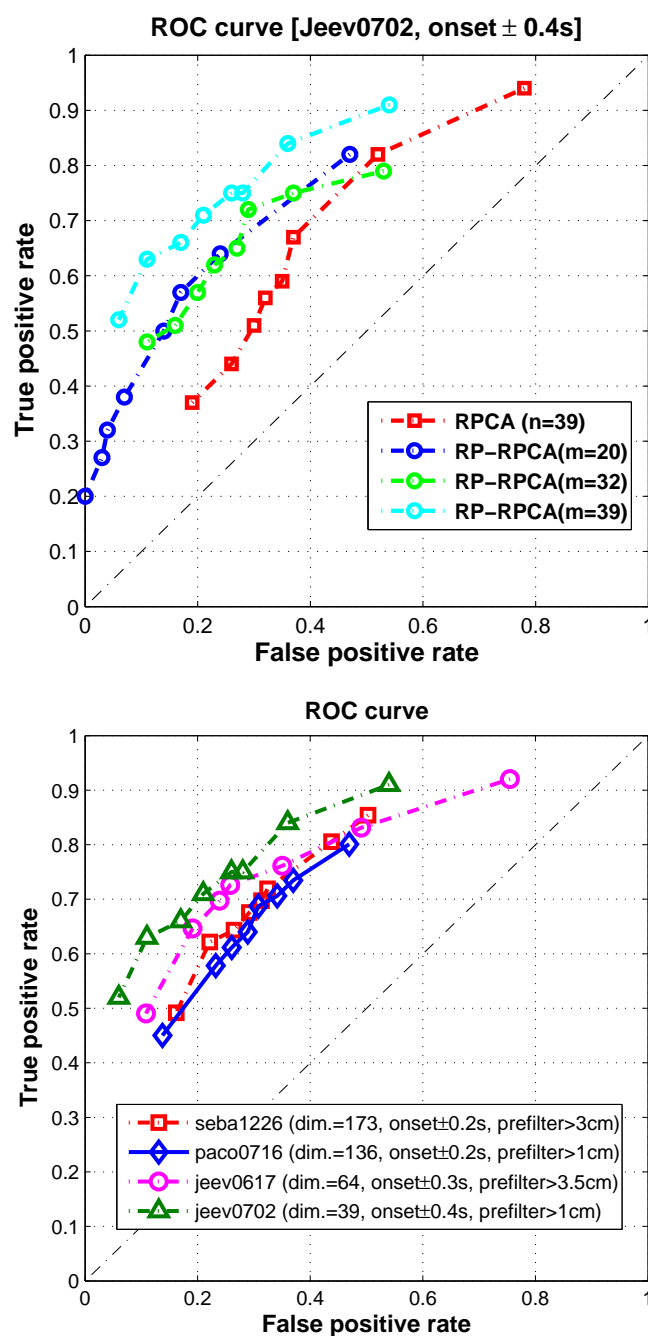 ROC curve [Jeev0702, onset ± 0.4s]
1
0.9
0.8
0.7
0.6
0.5
0.4
0.3
0.2
0.1
0
True positive rate
RPCA (n=39)
RP−RPCA(m=20)
RP−RPCA(m=32)
RP−RPCA(m=39)
0 0.2 0.4 0.6 0.8 1
False positive rate
ROC curve
1
0.9
0.8
0.7
0.6
0.5
0.4
0.3
0.2
0.1
0
True positive rate
seba1226 (dim.=173, onset±0.2s, prefilter>3cm)
paco0716 (dim.=136, onset±0.2s, prefilter>1cm)
jeev0617 (dim.=64, onset±0.3s, prefilter>3.5cm)
jeev0702 (dim.=39, onset±0.4s, prefilter>1cm)
0 0.2 0.4 0.6 0.8 1
False positive rate